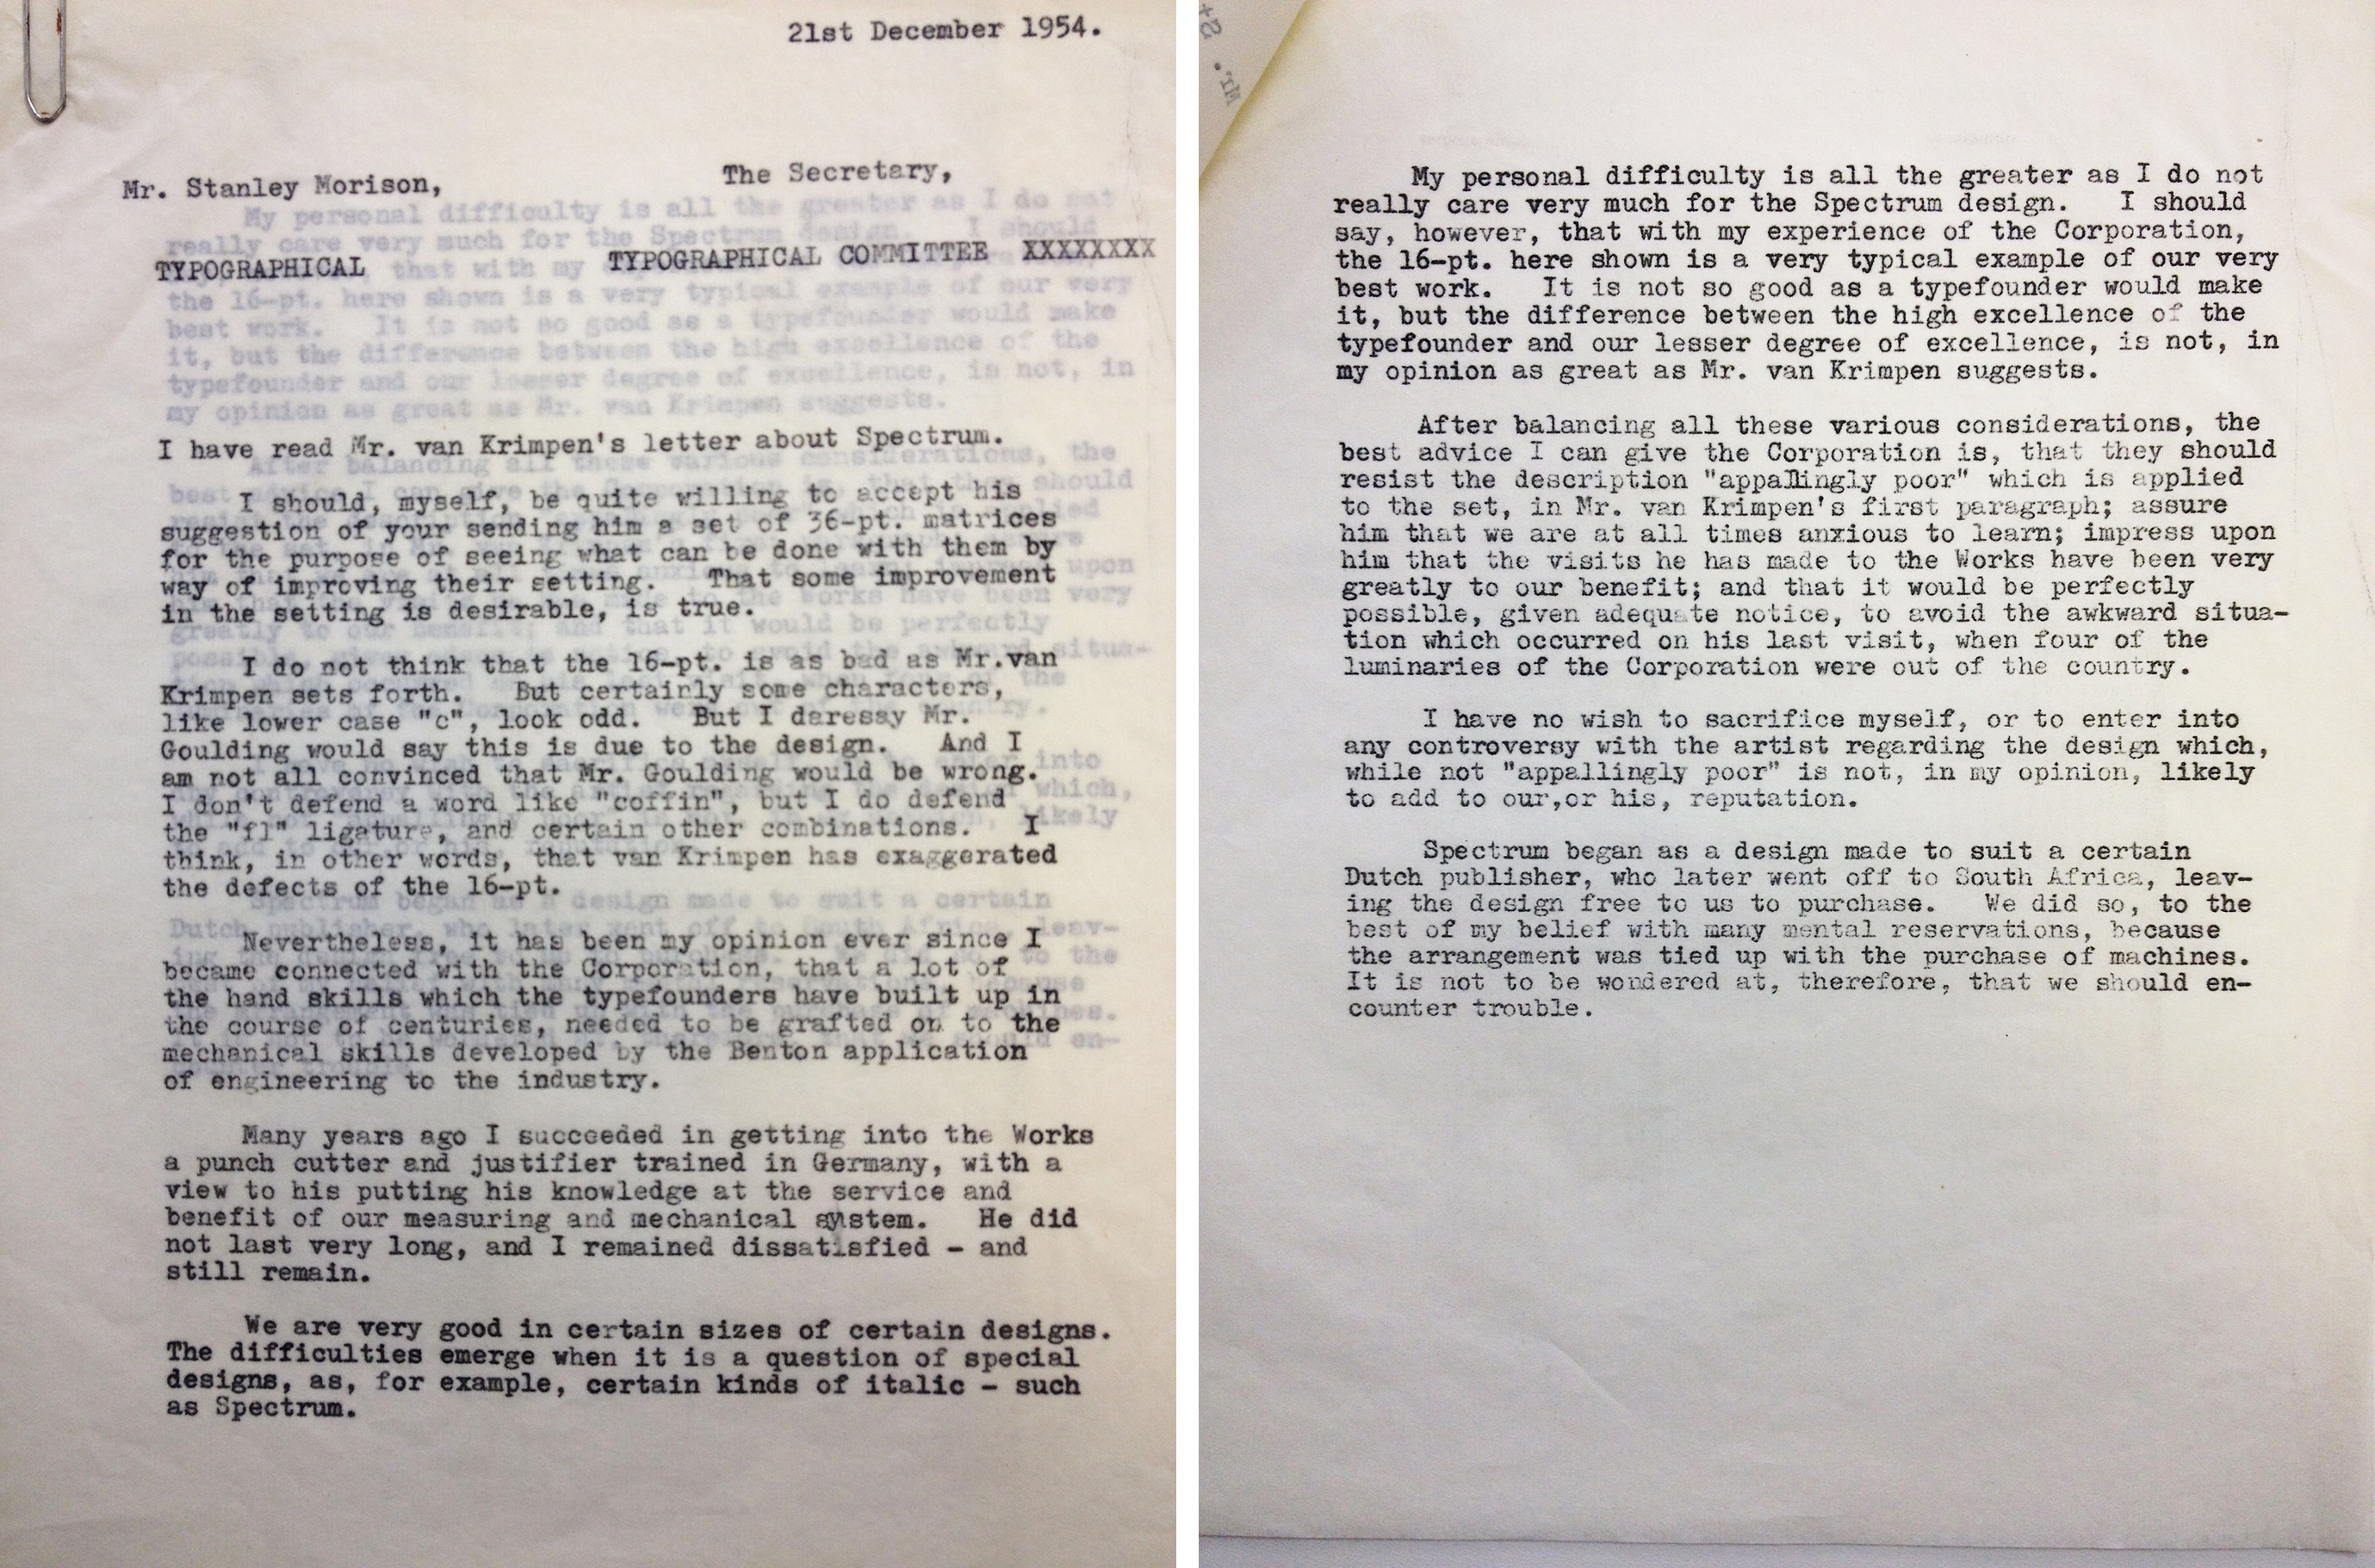 21st December 1954.
Mr. Stanley Morison,
The Secretary,
TYPOGRAPHICAL
TYPOGRAPHICAL COMMITTEE XXXXXXXX
I have read Mr. van Krimpen's letter about Spectrum.
I should, myself, be quite willing to accept his
suggestion of your sending him a set of 36-pt. matrices
for the purpose of seeing what can be done with them by
way of improving their setting. That some improvement
in the setting is desirable, is true.
I do not think that the 16-pt. is as bad as Mr.van
Krimpen sets forth. But certainly some characters,
like lower case "c", look odd. But I daresay Mr.
Goulding would say this is due to the design. And I
am not all convinced that Mr. Goulding would be wrong.
I don't defend a word like "coffin", but I do defend
the "fl" ligature, and certain other combinations. I
think, in other words, that van Krimpen has exaggerated
the defects of the 16-pt.
Nevertheless, it has been my opinion ever since I
became connected with the Corporation, that a lot of
the hand skills which the typefounders have built up in
the course of centuries, needed to be grafted on to the
mechanical skills developed by the Benton application
of engineering to the industry.
Many years ago I succeeded in getting into the Works
a punch cutter and justifier trained in Germany, with a
view to his putting his knowledge at the service and
benefit of our measuring and mechanical system. He did
not last very long, and I remained dissatisfied - and
still remain.
We are very good in certain sizes of certain designs.
The difficulties emerge when it is a question of special
designs, as, for example, certain kinds of italic - such
as Spectrum.
Mr. St
My personal difficulty is all the greater as I do not
really care very much for the Spectrum design. I should
say, however, that with my experience of the Corporation,
the 16-pt. here shown is a very typical example of our very
best work. It is not so good as a typefounder would make
it, but the difference between the high excellence of the
typefounder and our lesser degree of excellence, is not, in
my opinion as great as Mr. van Krimpen suggests.
After balancing all these various considerations, the
best advice I can give the Corporation is, that they should
resist the description "appallingly poor" which is applied
to the set, in Mr. van Krimpen's first paragraph; assure
him that we are at all times anxious to learn; impress upon
him that the visits he has made to the Works have been very
greatly to our benefit; and that it would be perfectly
possible, given adequate notice, to avoid the awkward situa-
tion which occurred on his last visit, when four of the
luminaries of the Corporation were out of the country.
I have no wish to sacrifice myself, or to enter into
any controversy with the artist regarding the design which,
while not "appallingly poor" is not, in my opinion, likely
to add to our,or his, reputation.
Spectrum began as a design made to suit a certain
Dutch publisher, who later went off to South Africa, leav-
ing the design free to us to purchase. We did so, to the
best of my belief with many mental reservations, because
the arrangement was tied up with the purchase of machines.
It is not to be wondered at, therefore, that we should en-
counter trouble.